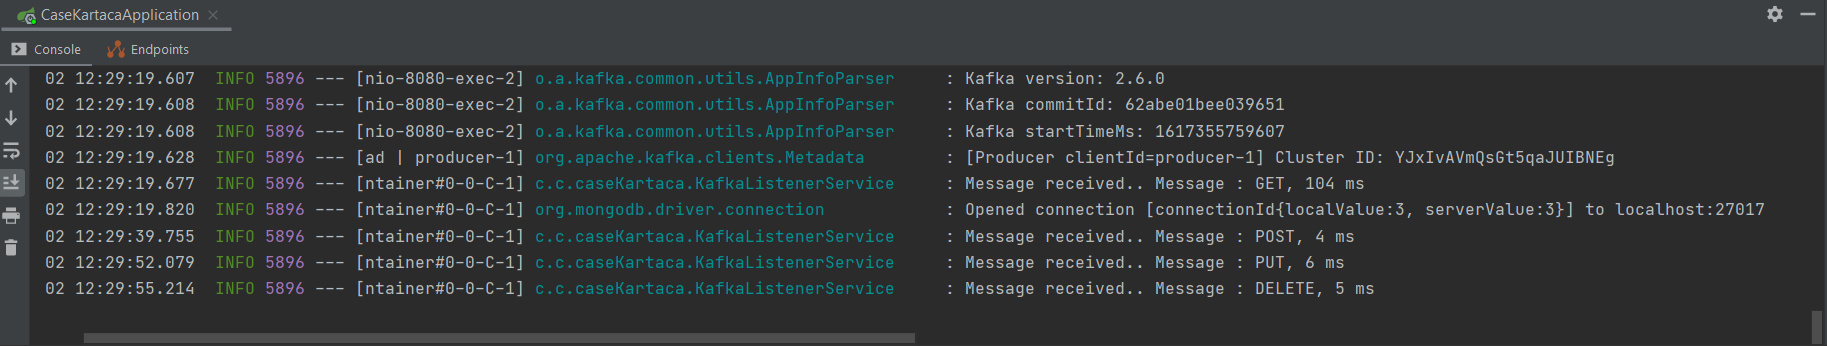 CaseKartacaApplication
Console Endpoints
02 12:29:19.607 INFO 5896 --- [nio-8080-exec-2] o.a.kafka.common.utils.AppInfoParser : Kafka version: 2.6.0
02 12:29:19.608 INFO 5896 --- [nio-8080-exec-2] o.a.kafka.common.utils.AppInfoParser : Kafka commitId: 62abe01bee039651
02 12:29:19.608 INFO 5896 --- [nio-8080-exec-2] o.a.kafka.common.utils.AppInfoParser : Kafka startTimeMs: 1617355759607
02 12:29:19.628 INFO 5896 --- [ad | producer-1] org.apache.kafka.clients.Metadata : [Producer clientId=producer-1] Cluster ID: YJxIvAVmQsGt5qaJUIBNEg
02 12:29:19.677 INFO 5896 --- [ntainer#0-0-C-1] c.c.caseKartaca.KafkaListenerService : Message received.. Message : GET, 104 ms
02 12:29:19.820 INFO 5896 --- [ntainer#0-0-C-1] org.mongodb.driver.connection : Opened connection [connectionId{localValue:3, serverValue:3}] to localhost:27017
02 12:29:39.755 INFO 5896 --- [ntainer#0-0-C-1] c.c.caseKartaca.KafkaListenerService : Message received.. Message : POST, 4 ms
02 12:29:52.079 INFO 5896 --- [ntainer#0-0-C-1] c.c.caseKartaca.KafkaListenerService : Message received.. Message : PUT, 6 ms
02 12:29:55.214 INFO 5896 --- [ntainer#0-0-C-1] c.c.caseKartaca.KafkaListenerService : Message received.. Message : DELETE, 5 ms